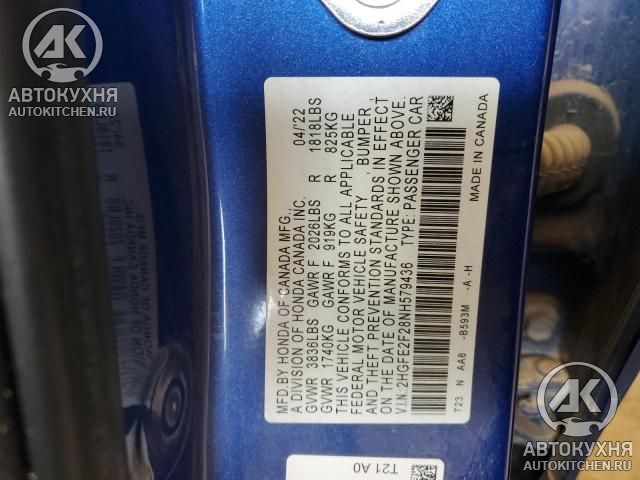 АК
АВТОКУХНЯ
AVTOKITCHEN.RU
MFD.BY HONDA OF CANADA MFG., 04/'22
A DIVISION OF HONDA CANADA INC.
GVWR 3836LBS GAWR F 2026LBS R 1818LBS
GVWR 1740KG GAWR F 919KG R 825KG
THIS VEHICLE CONFORMS TO ALL APPLICABLE
FEDERAL MOTOR VEHICLE SAFETY, BUMPER
AND THEFT PREVENTION STANDARDS IN EFFECT
ON THE DATE OF MANUFACTURE SHOWN ABOVE.
V.I.N.:2HGFE2F28NH579436 TYPE: PASSENGER CAR
T23 N AA8 -B593M -A -H MADE IN CANADA
T21 A0
АК
АВТОКУХНЯ
AVTOKITCHEN.RU